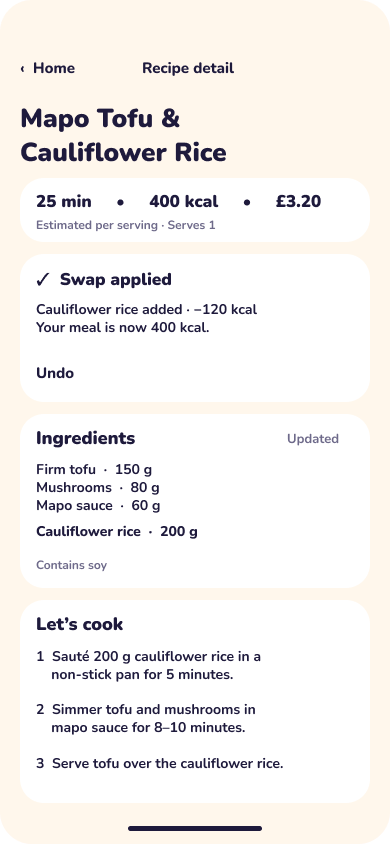 ‹ Home Recipe detail
Mapo Tofu &
Cauliflower Rice
25 min • 400 kcal • £3.20
Estimated per serving · Serves 1
✓ Swap applied
Cauliflower rice added · −120 kcal
Your meal is now 400 kcal.
Undo
Ingredients Updated
Firm tofu · 150 g
Mushrooms · 80 g
Mapo sauce · 60 g
Cauliflower rice · 200 g
Contains soy
Let’s cook
1 Sauté 200 g cauliflower rice in a
non-stick pan for 5 minutes.
2 Simmer tofu and mushrooms in
mapo sauce for 8–10 minutes.
3 Serve tofu over the cauliflower rice.